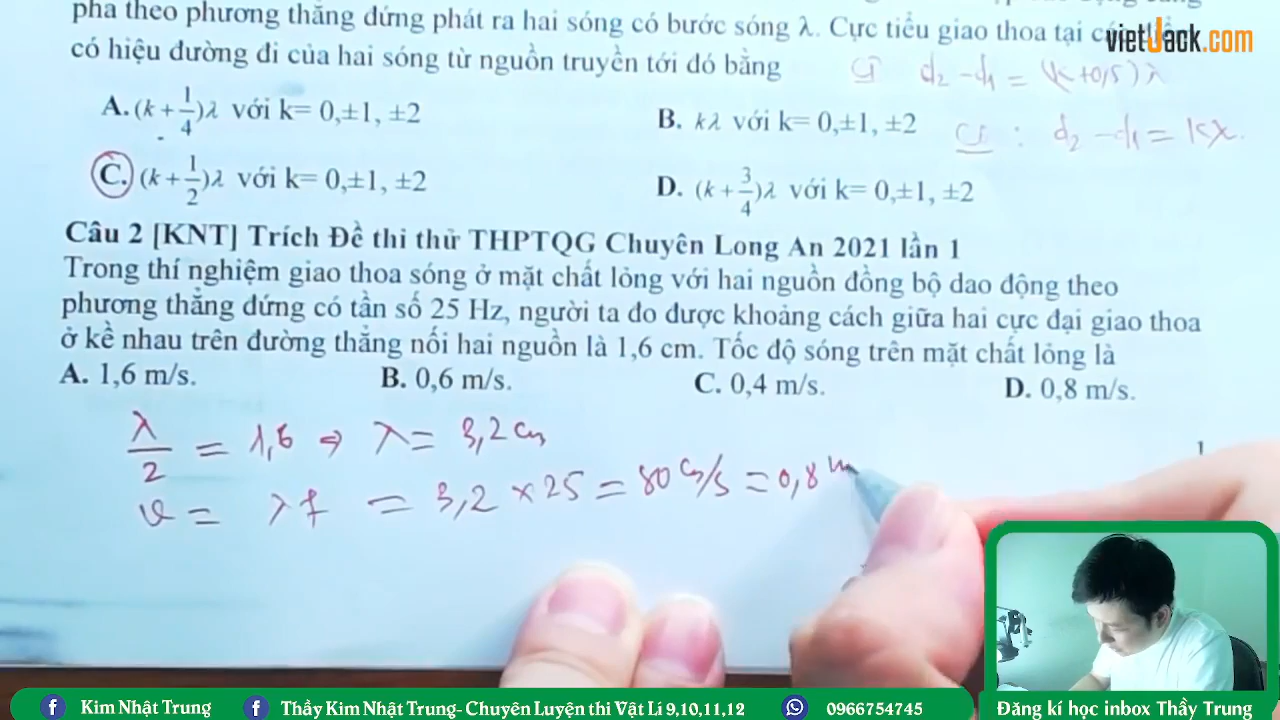 pha theo phương thẳng đứng phát ra hai sóng có bước sóng λ. Cực tiểu giao thoa tại
vietJack.com
có hiệu đường đi của hai sóng từ nguồn truyền tới đó bằng
CT d₂ - d₁ = (k+0,5)λ
A. (k + 1/4)λ với k= 0,±1, ±2
B. kλ với k= 0,±1, ±2
d₂ - d₁ = kλ.
C. (k + 1/2)λ với k= 0,±1, ±2
D. (k + 3/4)λ với k= 0,±1, ±2
Câu 2 [KNT] Trích Đề thi thử THPTQG Chuyên Long An 2021 lần 1
Trong thí nghiệm giao thoa sóng ở mặt chất lỏng với hai nguồn đồng bộ dao động theo
phương thẳng đứng có tần số 25 Hz, người ta đo được khoảng cách giữa hai cực đại giao thoa
ở kề nhau trên đường thẳng nối hai nguồn là 1,6 cm. Tốc độ sóng trên mặt chất lỏng là
A. 1,6 m/s.
B. 0,6 m/s.
C. 0,4 m/s.
D. 0,8 m/s.
λ/2 = 1,6 ⇒ λ = 3,2 cm
1
v = λf = 3,2 × 25 = 80 cm/s = 0,8 m
Kim Nhật Trung
Thầy Kim Nhật Trung- Chuyên Luyện thi Vật Lí 9,10,11,12
0966754745
Đăng kí học inbox Thầy Trung